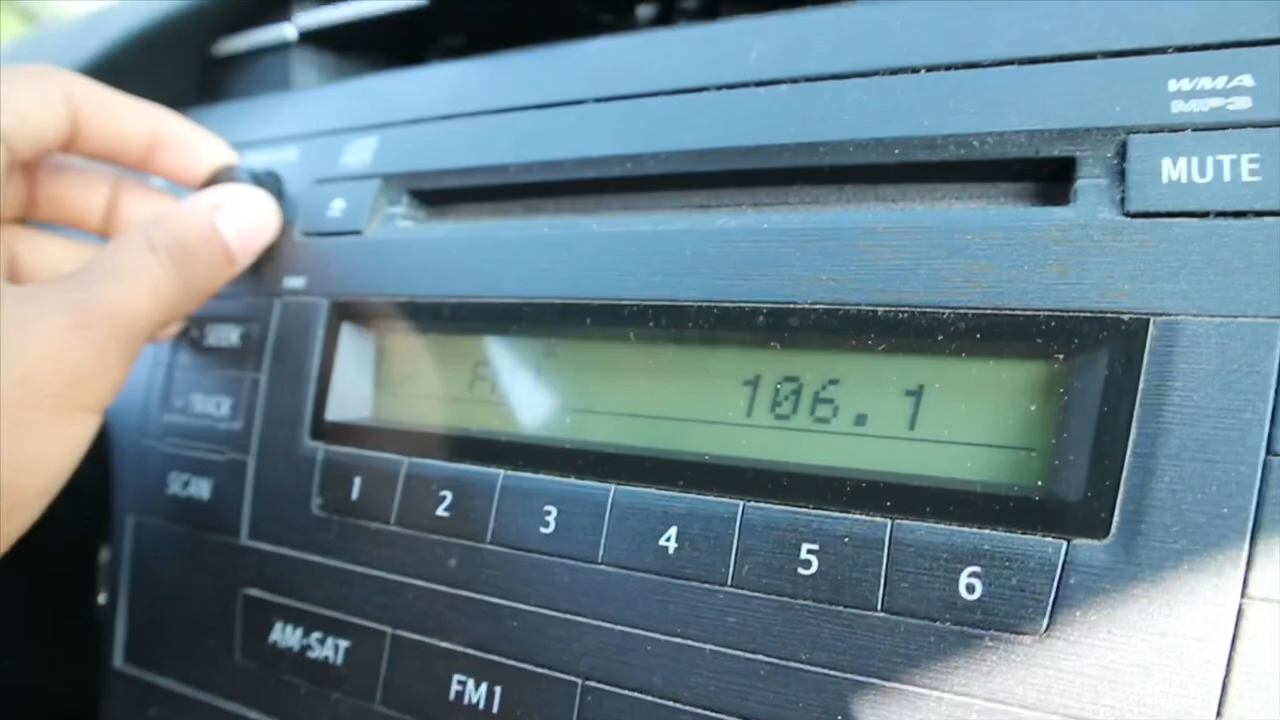 WMA
MP3
MUTE
SEEK
106.1
TRACK
SCAN
1 2 3 4 5 6
AM·SAT
FM1